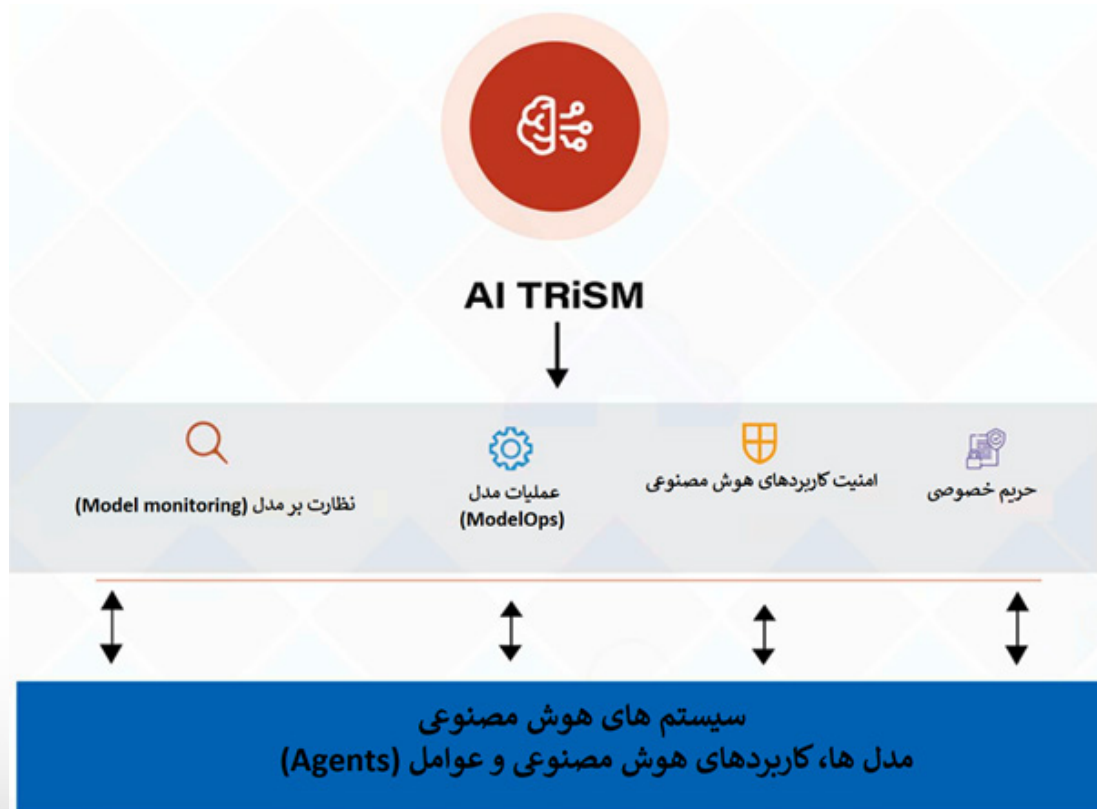 AI TRiSM
حریم خصوصی
امنیت کاربردهای هوش مصنوعی
عملیات مدل
(ModelOps)
نظارت بر مدل (Model monitoring)
سیستم های هوش مصنوعی
مدل ها، کاربردهای هوش مصنوعی و عوامل (Agents)